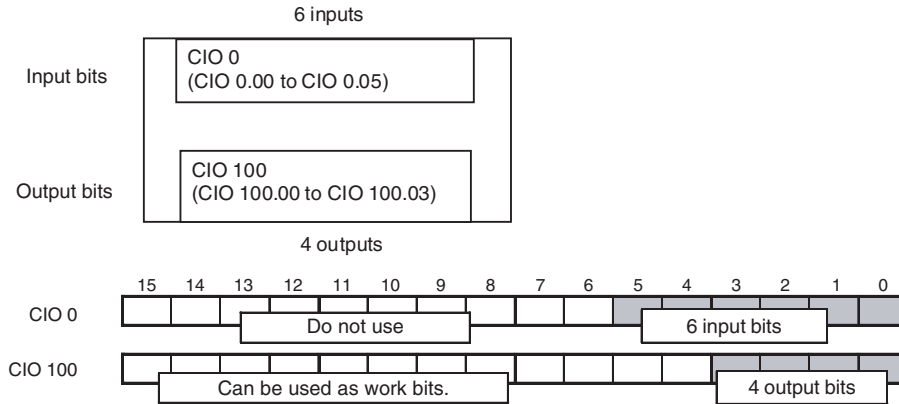 6 inputs
Input bits
CIO 0
(CIO 0.00 to CIO 0.05)
Output bits
CIO 100
(CIO 100.00 to CIO 100.03)
4 outputs
15 14 13 12 11 10 9 8 7 6 5 4 3 2 1 0
CIO 0
Do not use
6 input bits
CIO 100
Can be used as work bits.
4 output bits